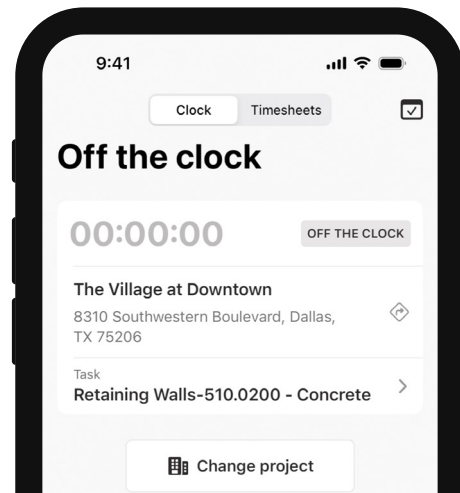 9:41
Clock Timesheets
Off the clock
00:00:00 OFF THE CLOCK
The Village at Downtown
8310 Southwestern Boulevard, Dallas,
TX 75206
Task
Retaining Walls-510.0200 - Concrete
Change project